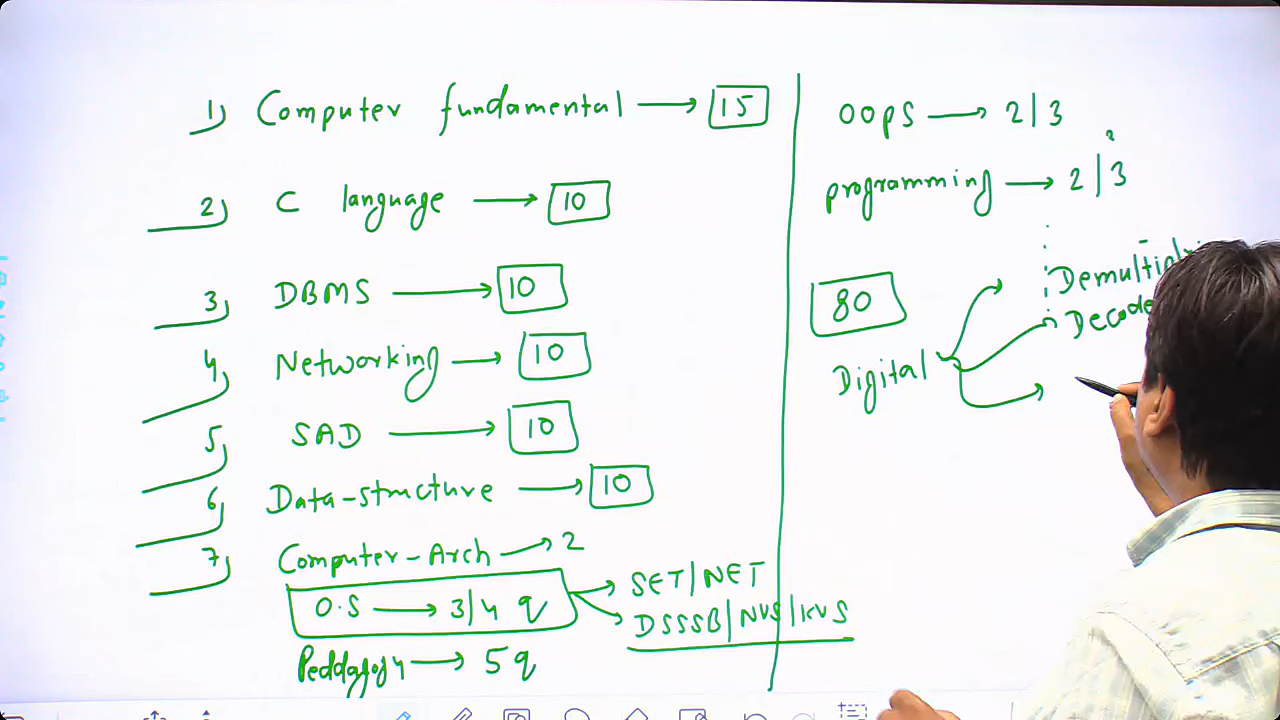 1) Computer fundamental → 15
2) C language → 10
3) DBMS → 10
4) Networking → 10
5) SAD → 10
6) Data-structure → 10
7) Computer-Arch → 2
O.S → 3/4 q
SET/NET
DSSSB/NVS/KVS
Peddagogy → 5 q
OOPS → 2|3
programming → 2|3
?
80
Digital
Demultipl
Decode